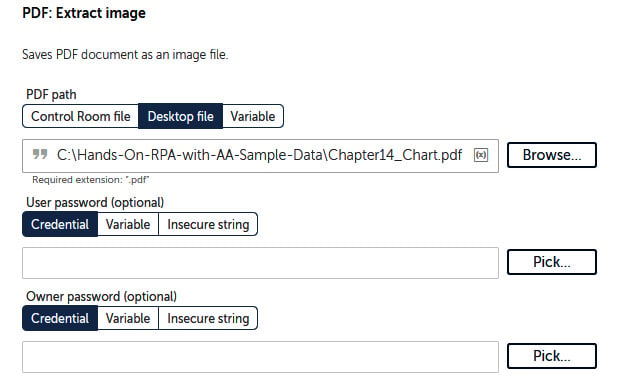 PDF: Extract image
Saves PDF document as an image file.
PDF path
Control Room file Desktop file Variable
" C:\Hands-On-RPA-with-AA-Sample-Data\Chapter14_Chart.pdf (x) Browse...
Required extension: ".pdf"
User password (optional)
Credential Variable Insecure string
Pick...
Owner password (optional)
Credential Variable Insecure string
Pick...